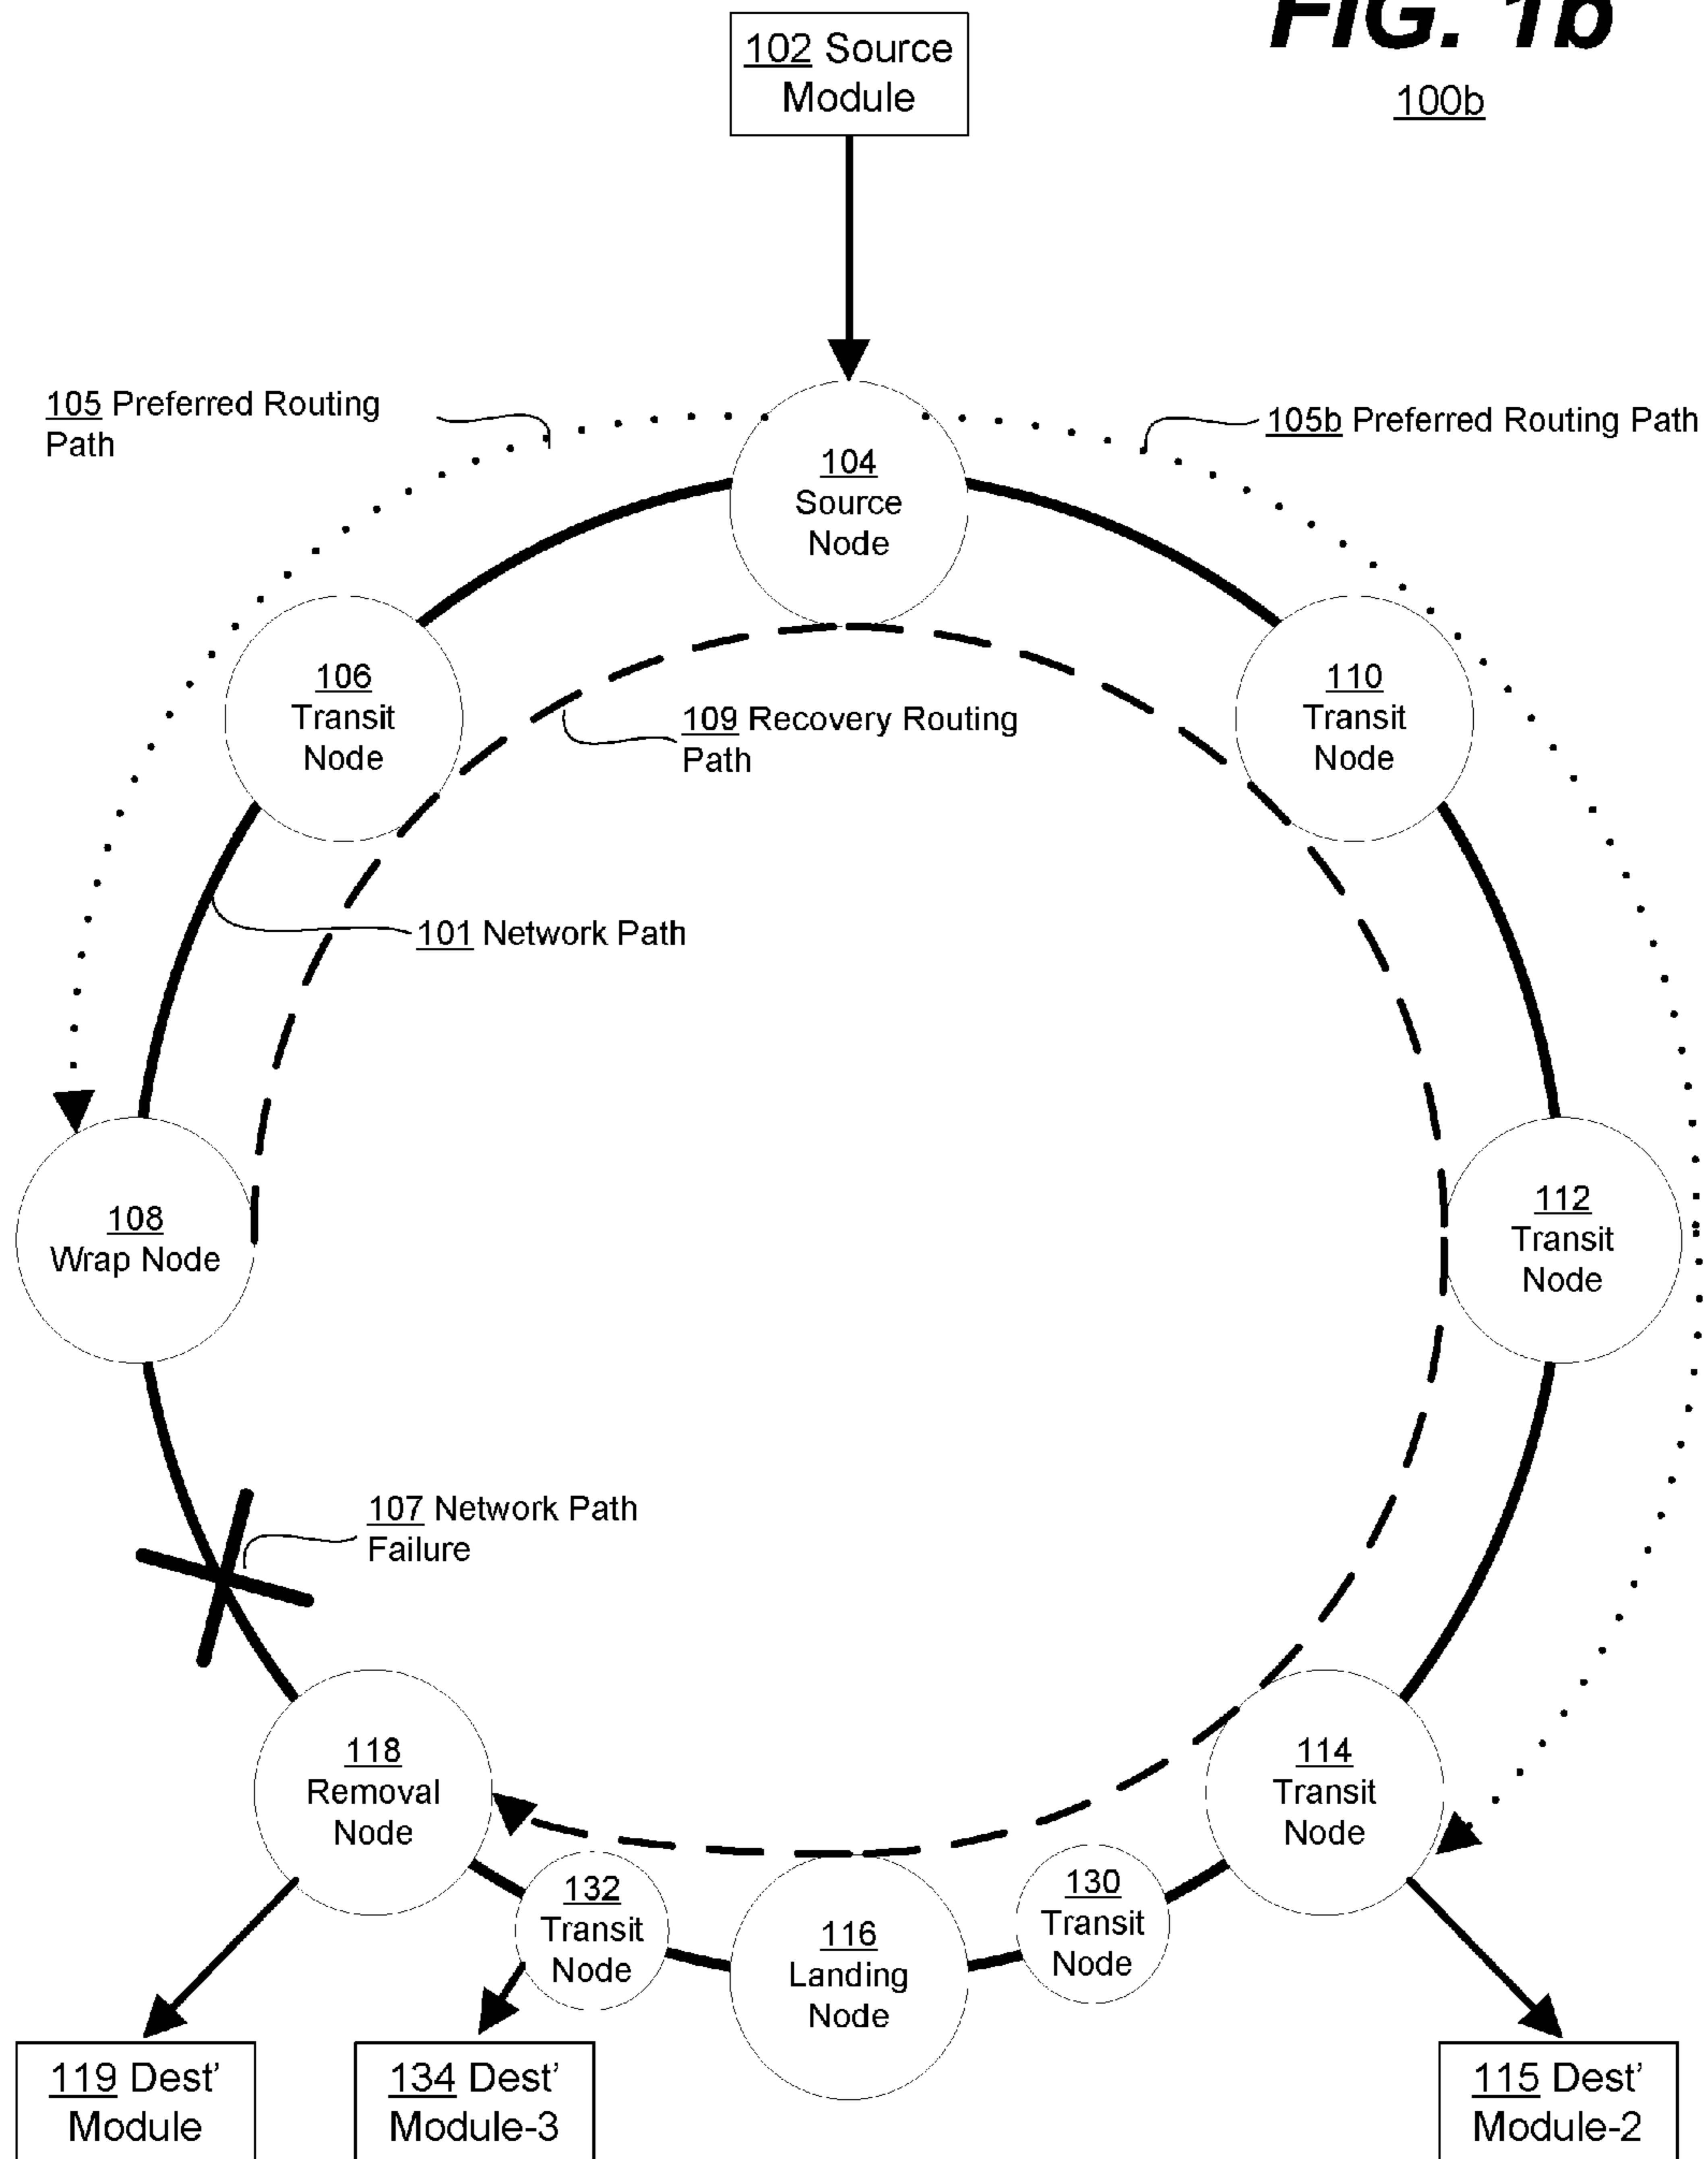 FIG. 1b
102 Source
Module
100b
105 Preferred Routing
Path
105b Preferred Routing Path
104
Source
Node
106
Transit
Node
109 Recovery Routing
Path
110
Transit
Node
101 Network Path
108
Wrap Node
112
Transit
Node
107 Network Path
Failure
118
Removal
Node
114
Transit
Node
132
Transit
Node
116
Landing
Node
130
Transit
Node
119 Dest’
Module
134 Dest’
Module-3
115 Dest’
Module-2